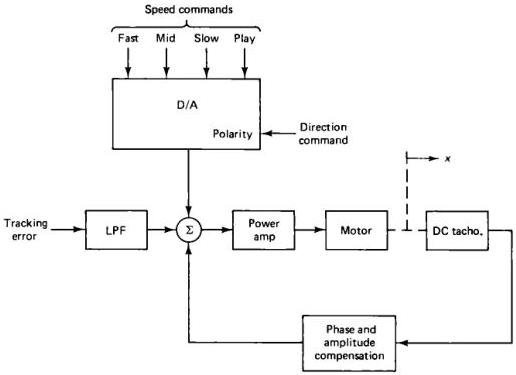 Speed commands
Fast Mid Slow Play
D/A
Polarity
Direction
command
x
Tracking
error
LPF
Σ
Power
amp
Motor
DC tacho.
Phase and
amplitude
compensation